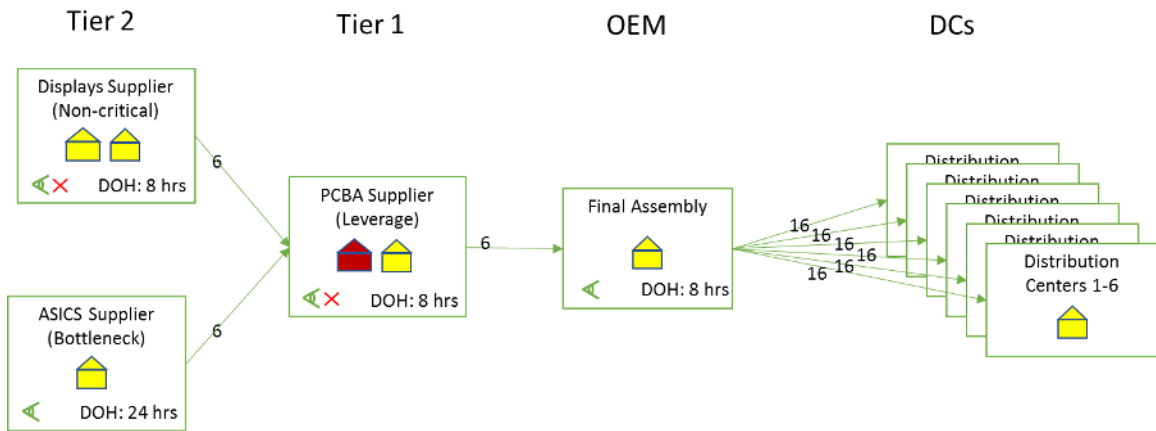 Tier 2
Tier 1
OEM
DCs
Displays Supplier
(Non-critical)
DOH: 8 hrs
6
ASICS Supplier
(Bottleneck)
DOH: 24 hrs
6
PCBA Supplier
(Leverage)
DOH: 8 hrs
6
Final Assembly
DOH: 8 hrs
16
16
16
16
16
16
Distribution
Distribution
Distribution
Distribution
Distribution
Distribution
Centers 1-6